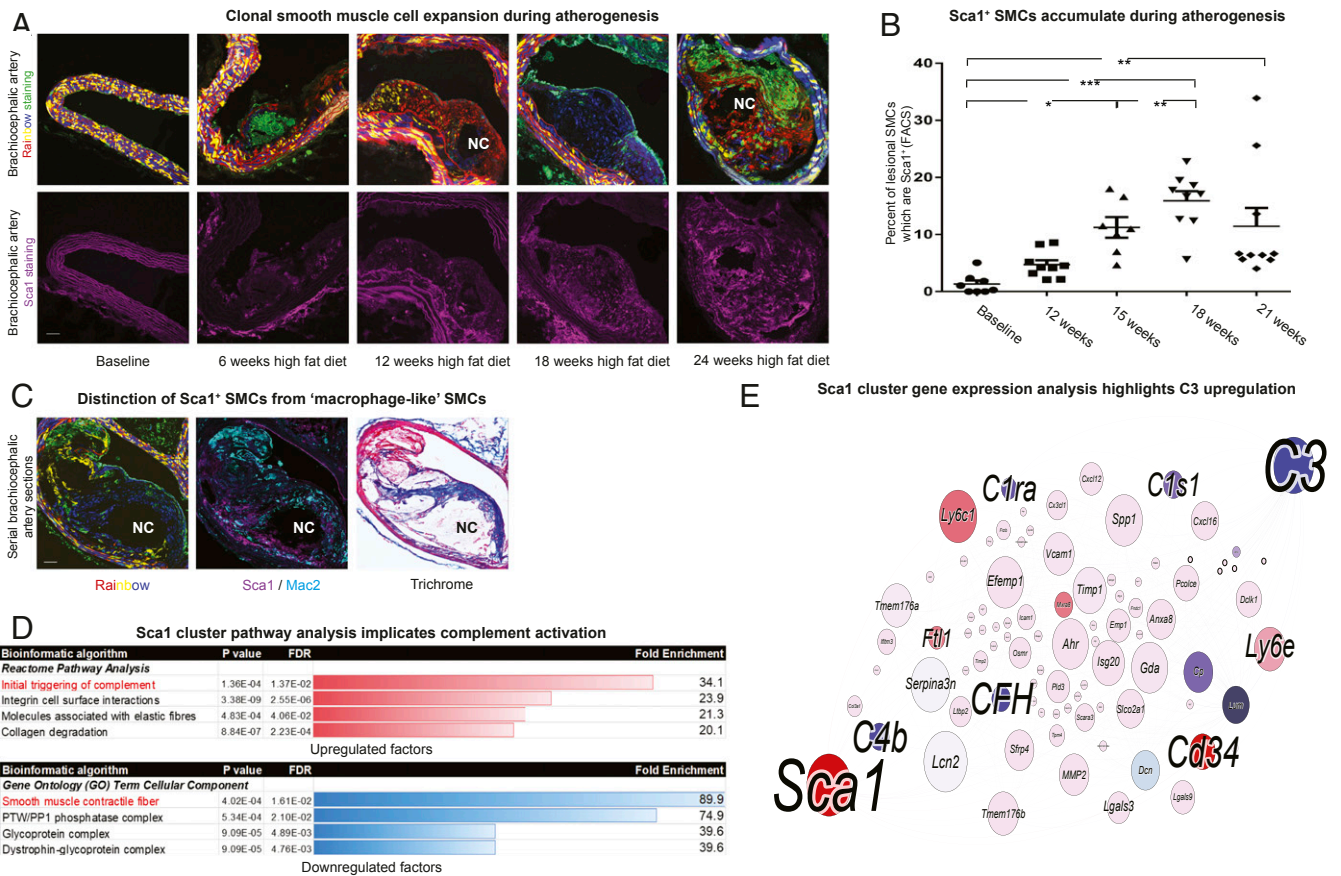 A
Clonal smooth muscle cell expansion during atherogenesis
Brachiocephalic artery
Rainbow staining
NC
NC
Brachiocephalic artery
Sca1 staining
Baseline
6 weeks high fat diet
12 weeks high fat diet
18 weeks high fat diet
24 weeks high fat diet
B
Sca1⁺ SMCs accumulate during atherogenesis
Percent of lesional SMCs
which are Sca1⁺ (FACS)
40
30
20
10
0
**
***
*
**
Baseline
12 weeks
15 weeks
18 weeks
21 weeks
C
Distinction of Sca1⁺ SMCs from ‘macrophage-like’ SMCs
Serial brachiocephalic
artery sections
NC
NC
NC
Rainbow
Sca1 / Mac2
Trichrome
D
Sca1 cluster pathway analysis implicates complement activation
Bioinformatic algorithm P value FDR Fold Enrichment
Reactome Pathway Analysis
Initial triggering of complement 1.36E-04 1.37E-02 34.1
Integrin cell surface interactions 3.38E-09 2.55E-06 23.9
Molecules associated with elastic fibres 4.83E-04 4.06E-02 21.3
Collagen degradation 8.84E-07 2.23E-04 20.1
Upregulated factors
Bioinformatic algorithm P value FDR Fold Enrichment
Gene Ontology (GO) Term Cellular Component
Smooth muscle contractile fiber 4.02E-04 1.61E-02 89.9
PTW/PP1 phosphatase complex 5.34E-04 2.10E-02 74.9
Glycoprotein complex 9.09E-05 4.89E-03 39.6
Dystrophin-glycoprotein complex 9.09E-05 4.76E-03 39.6
Downregulated factors
E
Sca1 cluster gene expression analysis highlights C3 upregulation
C3
Cxcl12
C1ra
C1s1
Cx3cl1
Ly6c1
Spp1
Cxcl16
Vcam1
Efemp1
Timp1
Pcolce
Tmem176a
Dclk1
Mxra8
Icam1
Emp1
Anxa8
Ifitm3
Ftl1
Ahr
Osmr
Isg20
Gda
Ly6e
Timp2
Serpina3n
Pld3
Cp
CFH
Ltbp2
Scara3
Slco2a1
C4b
Tpm4
Sfrp4
Cd34
Lcn2
MMP2
Dcn
Sca1
Lgals3
Lgals9
Tmem176b